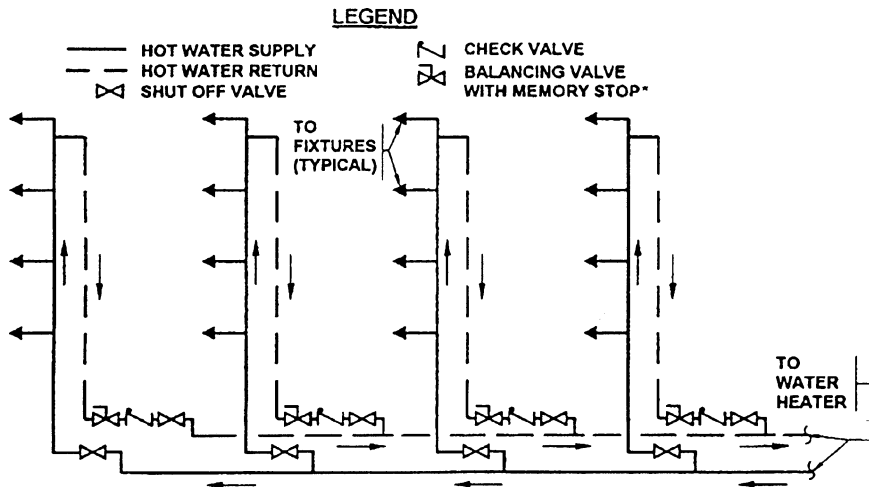 LEGEND
HOT WATER SUPPLY
HOT WATER RETURN
SHUT OFF VALVE
CHECK VALVE
BALANCING VALVE
WITH MEMORY STOP*
TO
FIXTURES
(TYPICAL)
TO
WATER
HEATER